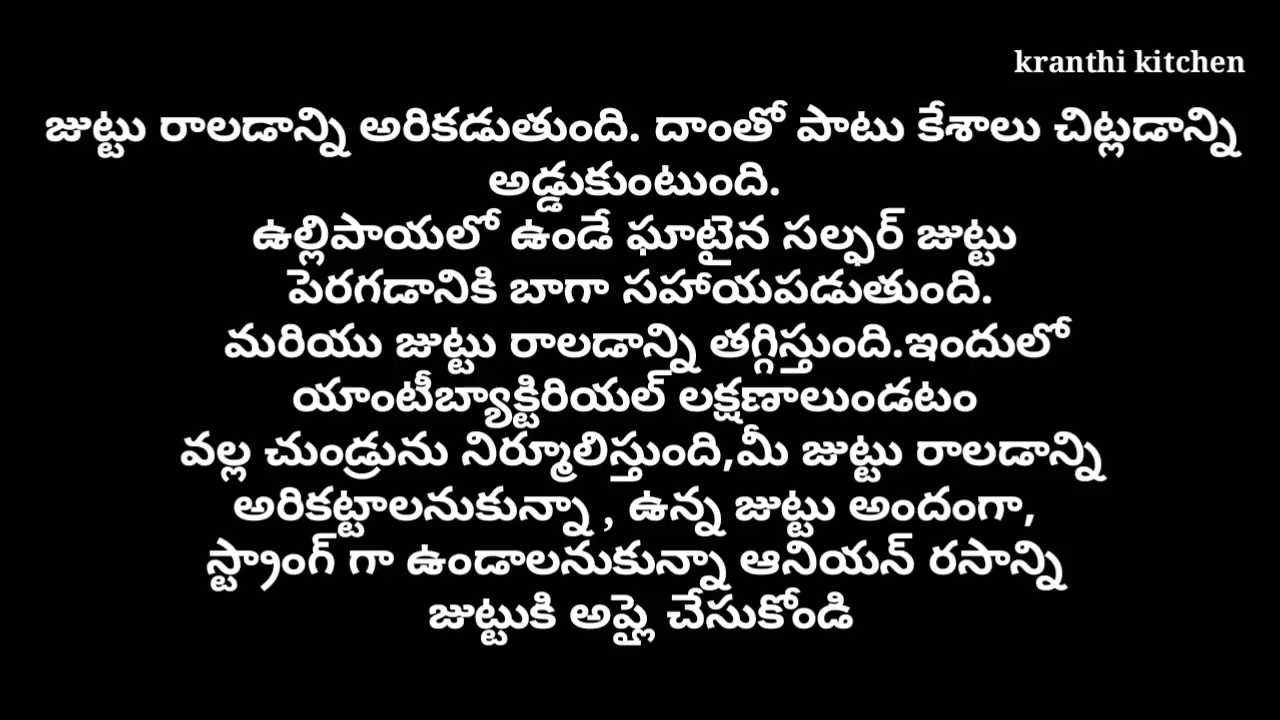 kranthi kitchen
జుట్టు రాలడాన్ని అరికడుతుంది. దాంతో పాటు కేశాలు చిట్లడాన్ని
అడ్డుకుంటుంది.
ఉల్లిపాయలో ఉండే ఘాటైన సల్ఫర్ జుట్టు
పెరగడానికి బాగా సహాయపడుతుంది.
మరియు జుట్టు రాలడాన్ని తగ్గిస్తుంది.ఇందులో
యాంటీబ్యాక్టిరియల్ లక్షణాలుండటం
వల్ల చుండ్రును నిర్మూలిస్తుంది,మీ జుట్టు రాలడాన్ని
అరికట్టాలనుకున్నా , ఉన్న జుట్టు అందంగా,
స్ట్రాంగ్ గా ఉండాలనుకున్నా ఆనియన్ రసాన్ని
జుట్టుకి అప్లై చేసుకోండి